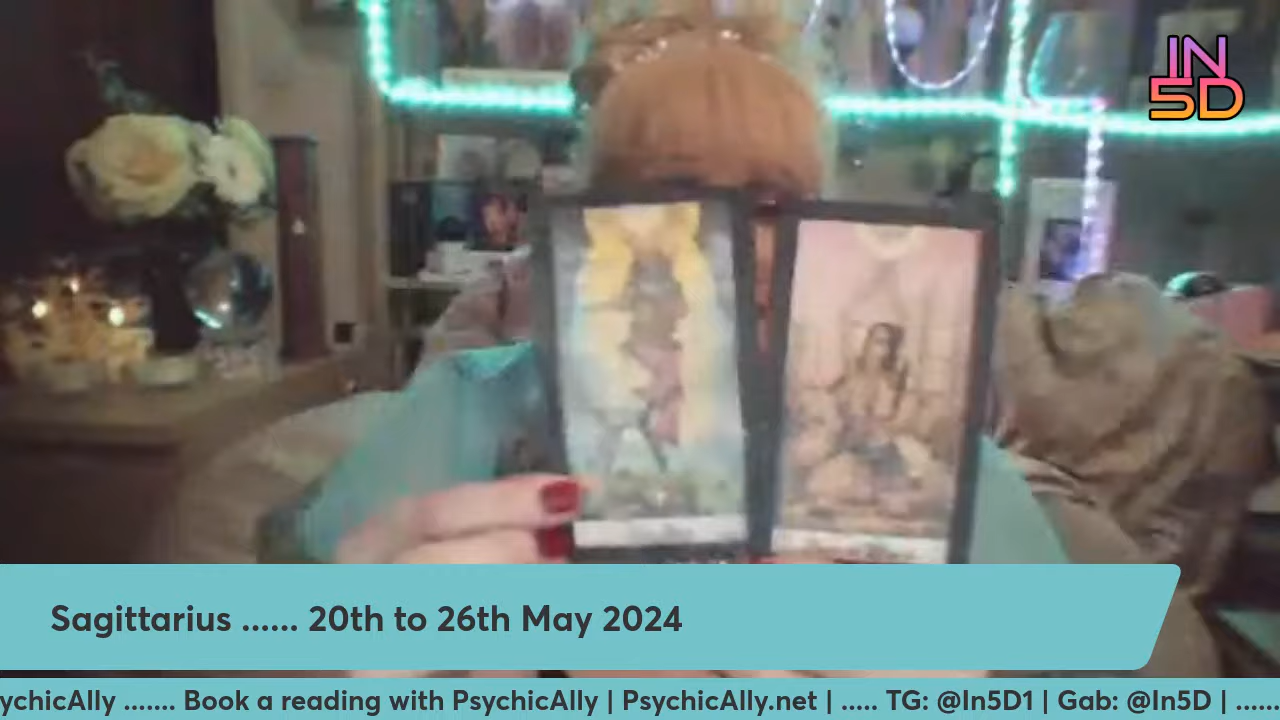 IN
5D
Sagittarius ...... 20th to 26th May 2024
ychicAlly ....... Book a reading with PsychicAlly | PsychicAlly.net | ..... TG: @In5D1 | Gab: @In5D | ......